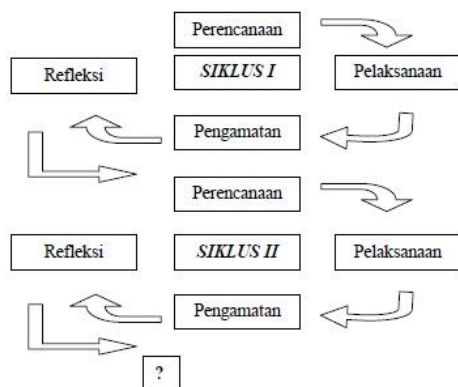 Perencanaan
Refleksi
SIKLUS I
Pelaksanaan
Pengamatan
Perencanaan
Refleksi
SIKLUS II
Pelaksanaan
Pengamatan
?